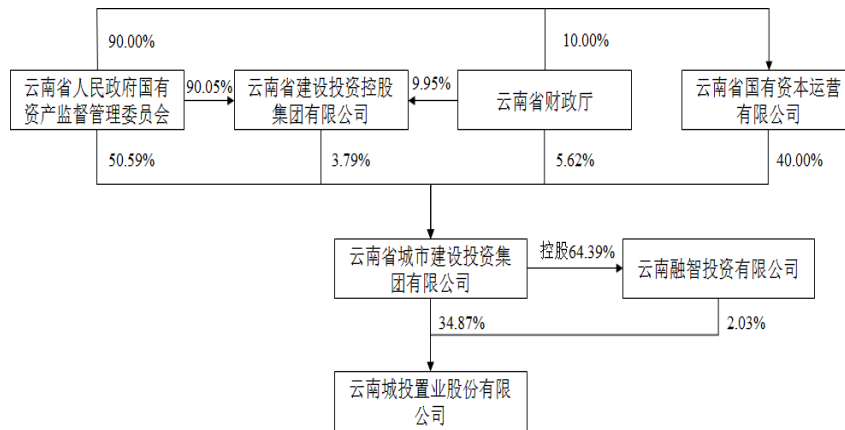 90.00%
10.00%
云南省人民政府国有
资产监督管理委员会
90.05%
云南省建设投资控股
集团有限公司
9.95%
云南省财政厅
云南省国有资本运营
有限公司
50.59%
3.79%
5.62%
40.00%
云南省城市建设投资集
团有限公司
控股64.39%
云南融智投资有限公司
34.87%
2.03%
云南城投置业股份有限
公司